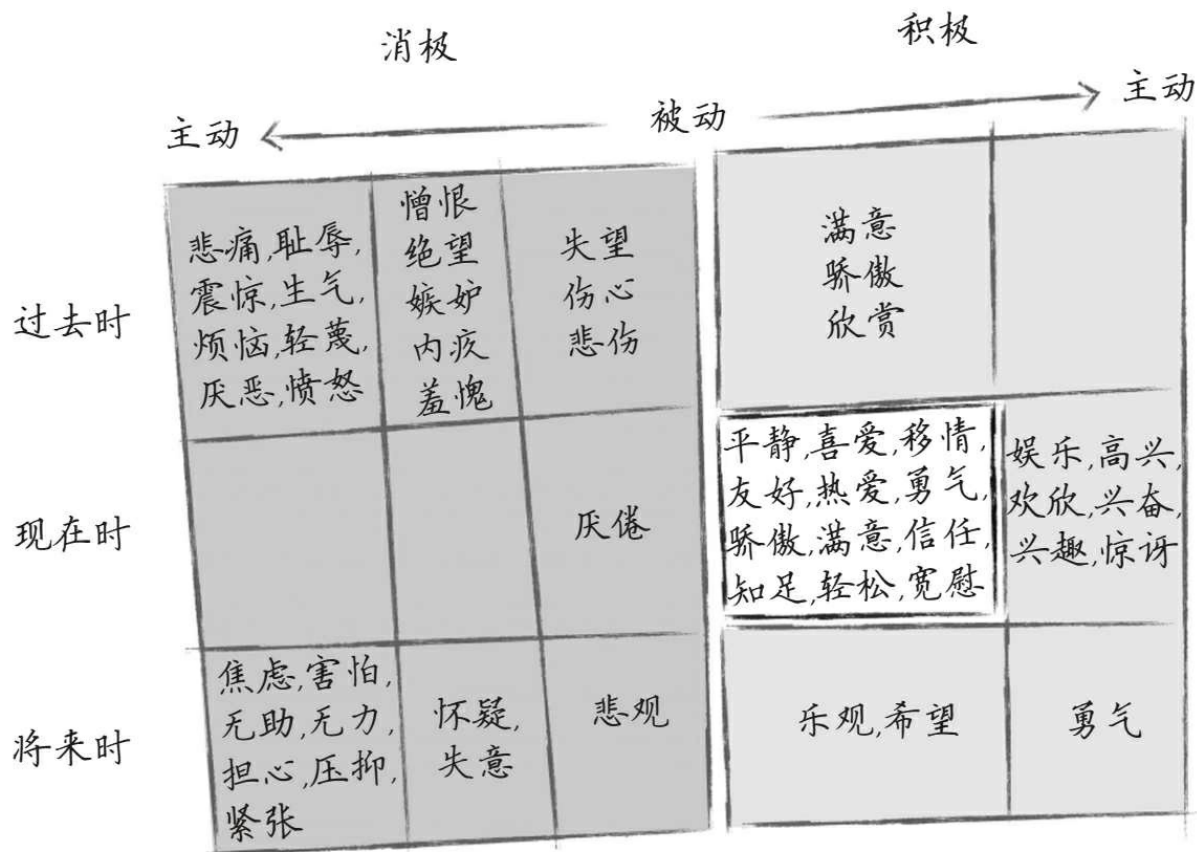 消极
积极
主动
被动
主动
过去时
悲痛,耻辱,
震惊,生气,
烦恼,轻蔑,
厌恶,愤怒
憎恨
绝望
嫉妒
内疚
羞愧
失望
伤心
悲伤
满意
骄傲
欣赏
现在时
厌倦
平静,喜爱,移情,
友好,热爱,勇气,
骄傲,满意,信任,
知足,轻松,宽慰
娱乐,高兴,
欢欣,兴奋,
兴趣,惊讶
将来时
焦虑,害怕,
无助,无力,
担心,压抑,
紧张
怀疑,
失意
悲观
乐观,希望
勇气